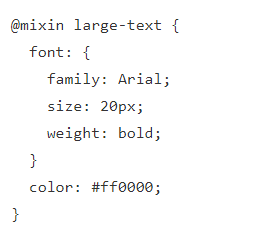 @mixin large-text {
  font: {
    family: Arial;
    size: 20px;
    weight: bold;
  }
  color: #ff0000;
}